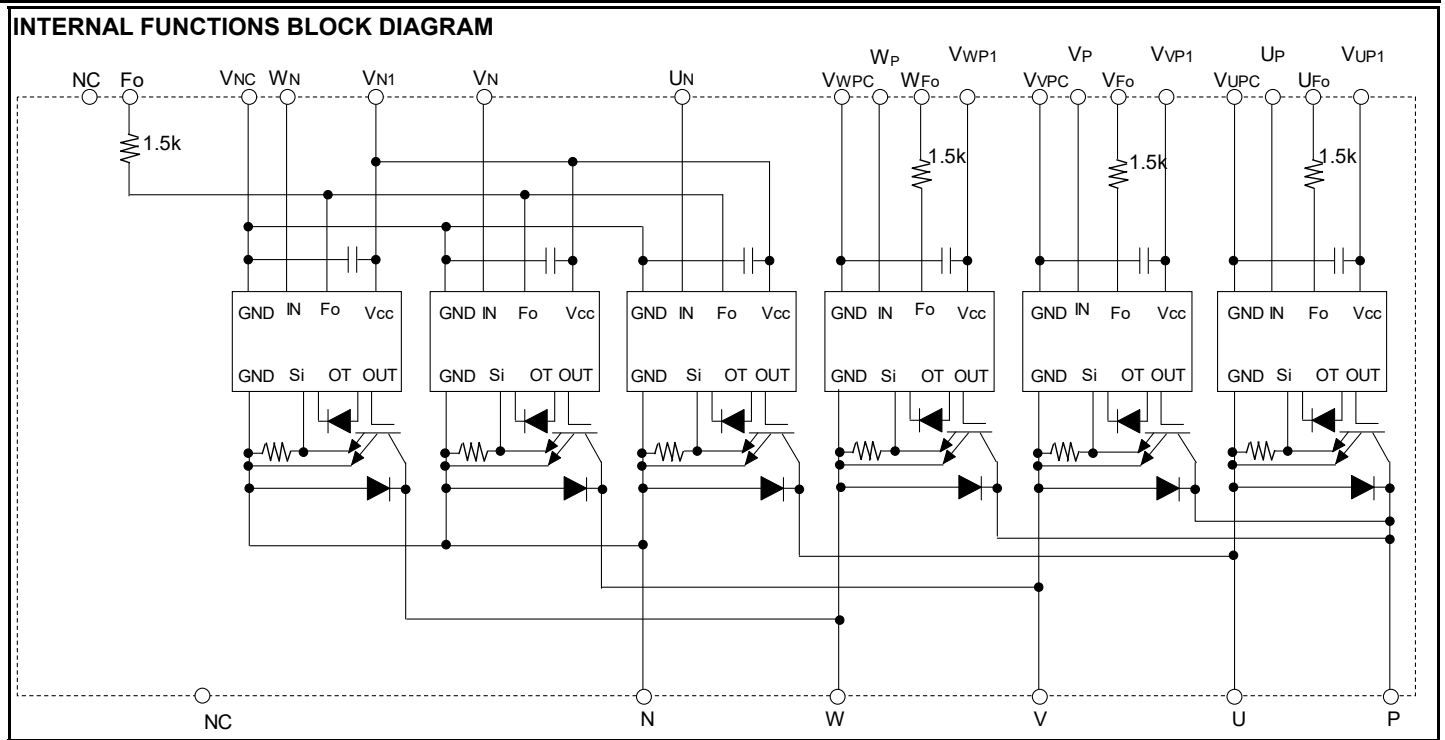 INTERNAL FUNCTIONS BLOCK DIAGRAM
NC Fo VNC WN VN1 VN UN VWPC WP WFo VWP1 VVPC VP VFo VVP1 VUPC UP UFo VUP1
1.5k 1.5k 1.5k 1.5k
GND IN Fo Vcc GND IN Fo Vcc GND IN Fo Vcc GND IN Fo Vcc GND IN Fo Vcc GND IN Fo Vcc
GND Si OT OUT GND Si OT OUT GND Si OT OUT GND Si OT OUT GND Si OT OUT GND Si OT OUT
NC N W V U P